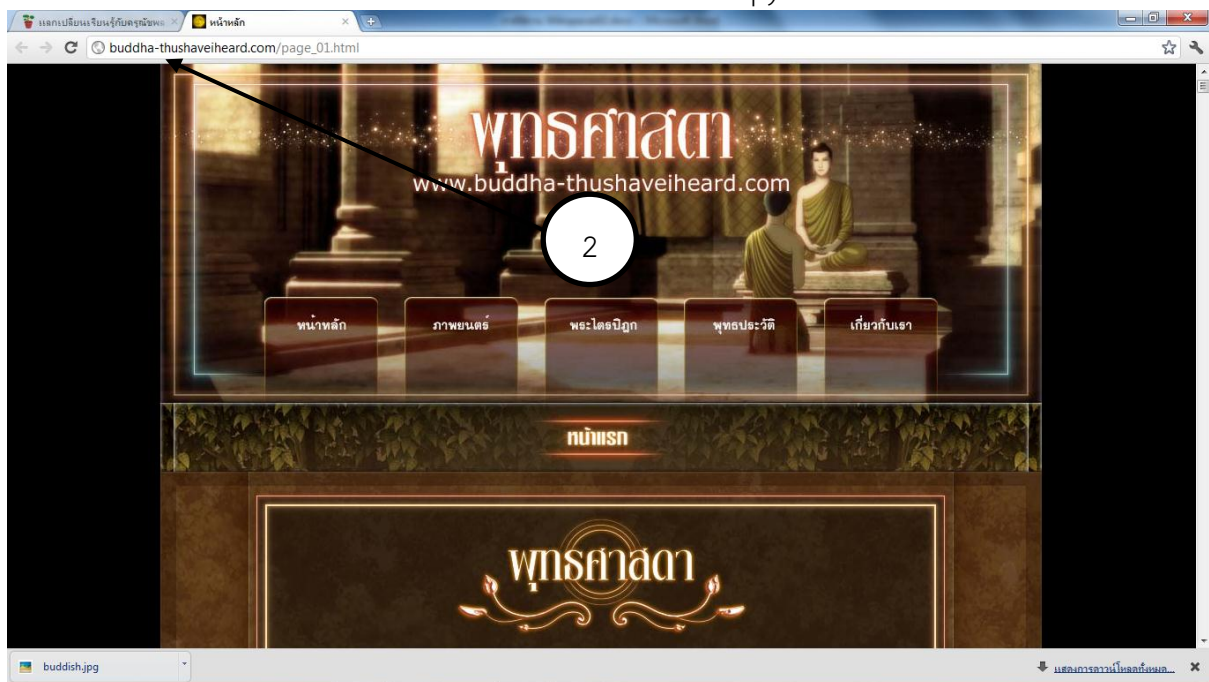 py
แลกเปลียนเรียนรู้กับครูณัชพล
หน้าหลัก
buddha-thushaveiheard.com/page_01.html
พุทธศาสดา
www.buddha-thushaveiheard.com
2
หน้าหลัก ภาพยนตร์ พระไตรปิฎก พุทธประวัติ เกี่ยวกับเรา
หน้าแรก
พุทธศาสดา
buddish.jpg
แสดงการดาวน์โหลดทั้งหมด...